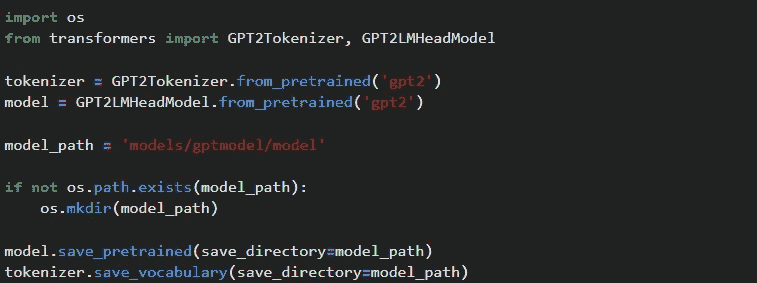 import os
from transformers import GPT2Tokenizer, GPT2LMHeadModel
tokenizer = GPT2Tokenizer.from_pretrained('gpt2')
model = GPT2LMHeadModel.from_pretrained('gpt2')
model_path = 'models/gptmodel/model'
if not os.path.exists(model_path):
    os.mkdir(model_path)
model.save_pretrained(save_directory=model_path)
tokenizer.save_vocabulary(save_directory=model_path)